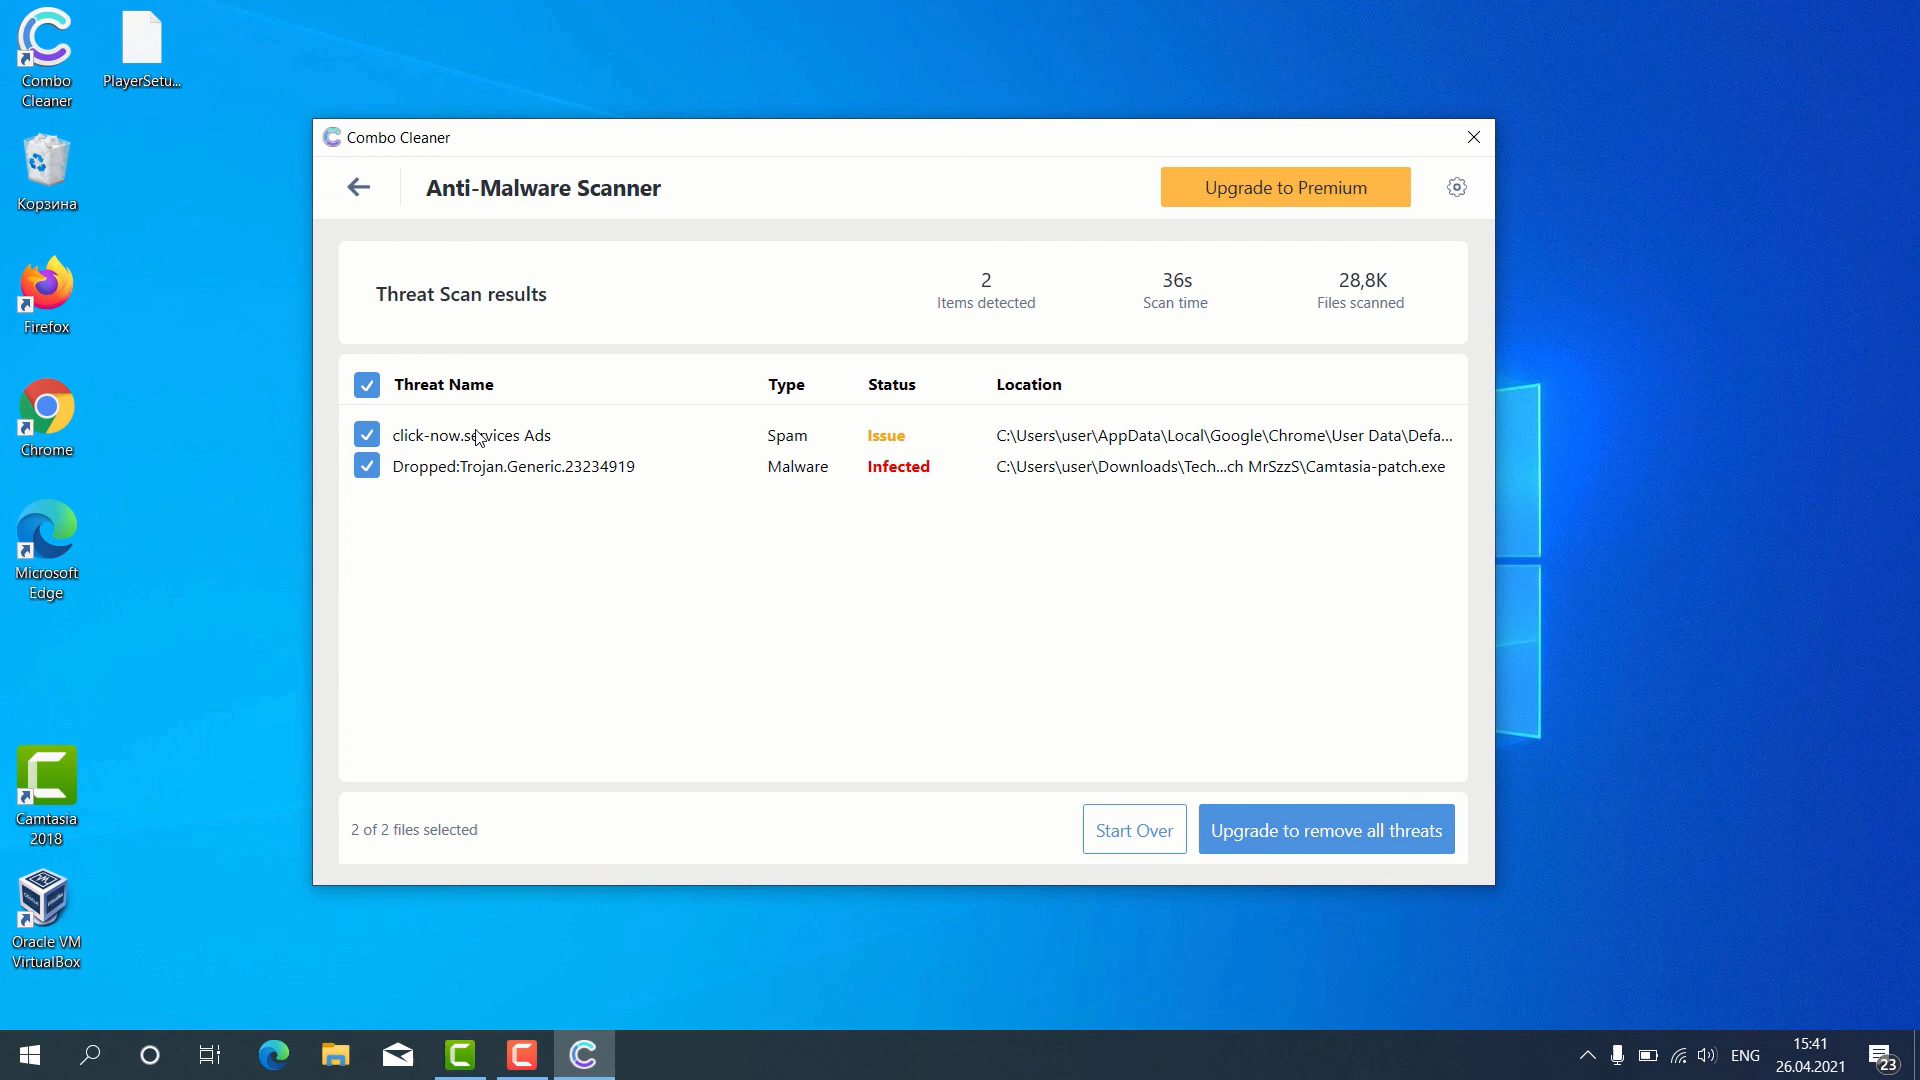 Combo
Cleaner
PlayerSetu...
Корзина
Firefox
Chrome
Microsoft
Edge
Camtasia
2018
Oracle VM
VirtualBox
Combo Cleaner
Anti-Malware Scanner
Upgrade to Premium
Threat Scan results
2
Items detected
36s
Scan time
28,8K
Files scanned
Threat Name Type Status Location
click-now.services Ads Spam Issue C:\Users\user\AppData\Local\Google\Chrome\User Data\Defa...
Dropped:Trojan.Generic.23234919 Malware Infected C:\Users\user\Downloads\Tech...ch MrSzzS\Camtasia-patch.exe
2 of 2 files selected
Start Over
Upgrade to remove all threats
ENG
15:41
26.04.2021
23